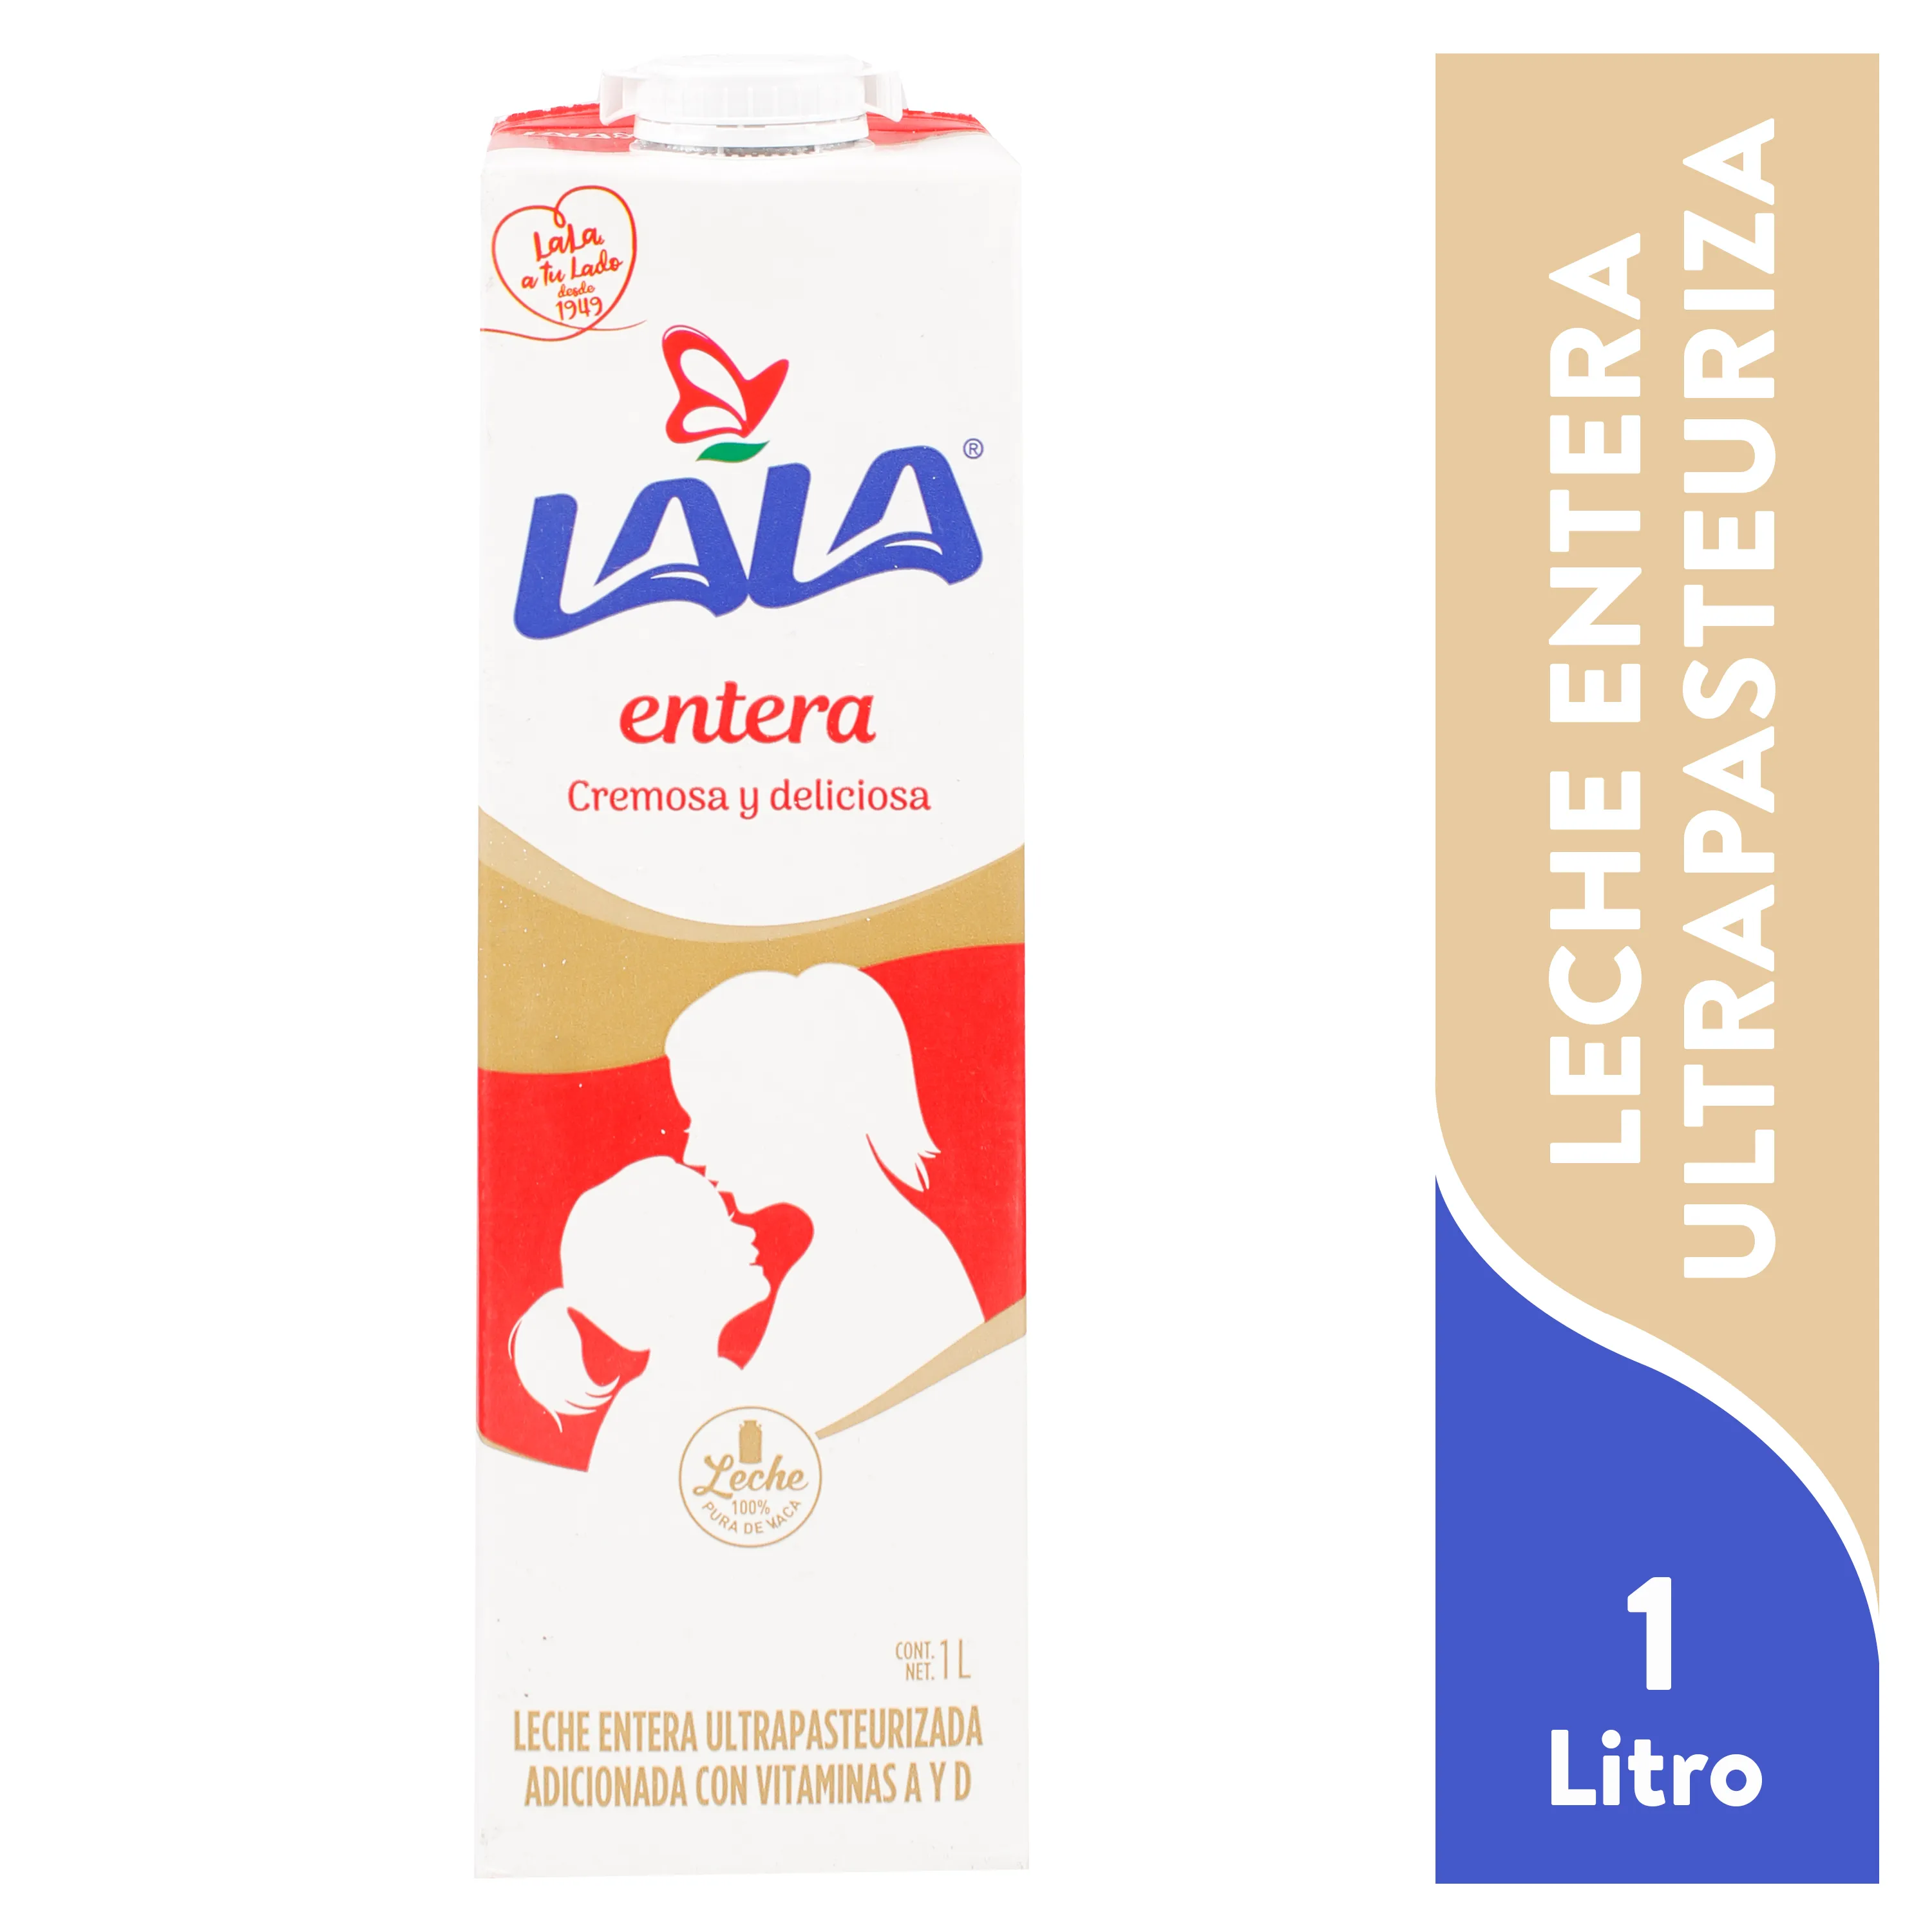 LaLa
a tu Lado
desde
1949
LALA®
entera
Cremosa y deliciosa
Leche
100%
PURA DE VACA
CONT.
NET. 1 L
LECHE ENTERA ULTRAPASTEURIZADA
ADICIONADA CON VITAMINAS A Y D
LECHE ENTERA
ULTRAPASTEURIZA
1
Litro